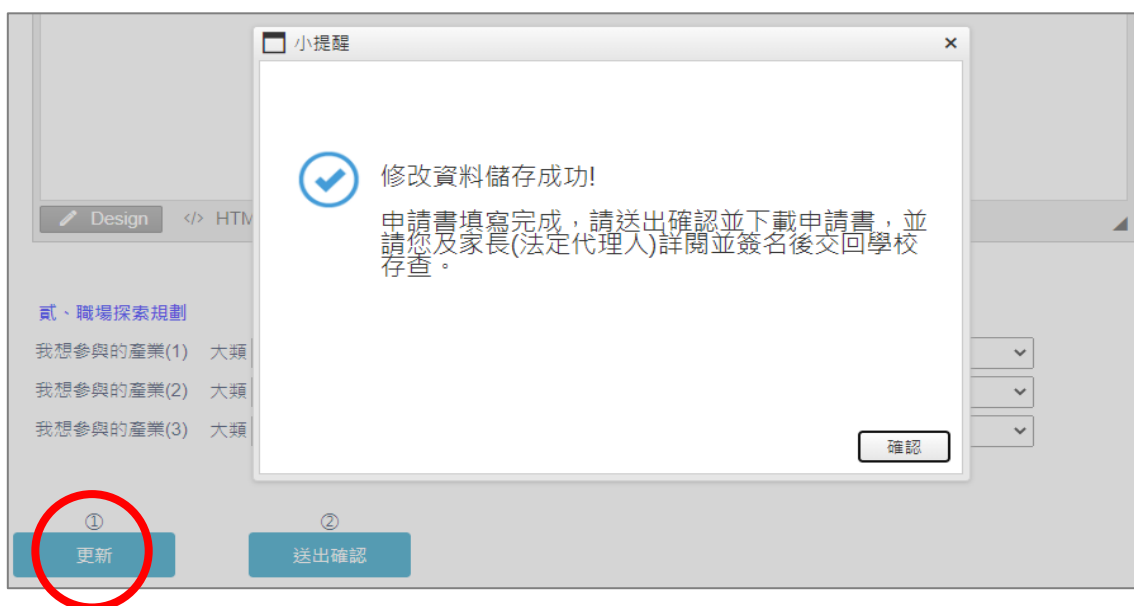 小提醒
×
修改資料儲存成功!
申請書填寫完成，請送出確認並下載申請書，並
請您及家長(法定代理人)詳閱並簽名後交回學校
存查。
確認
Design </> HTM
貳、職場探索規劃
我想參與的產業(1) 大類
我想參與的產業(2) 大類
我想參與的產業(3) 大類
① ②
更新 送出確認